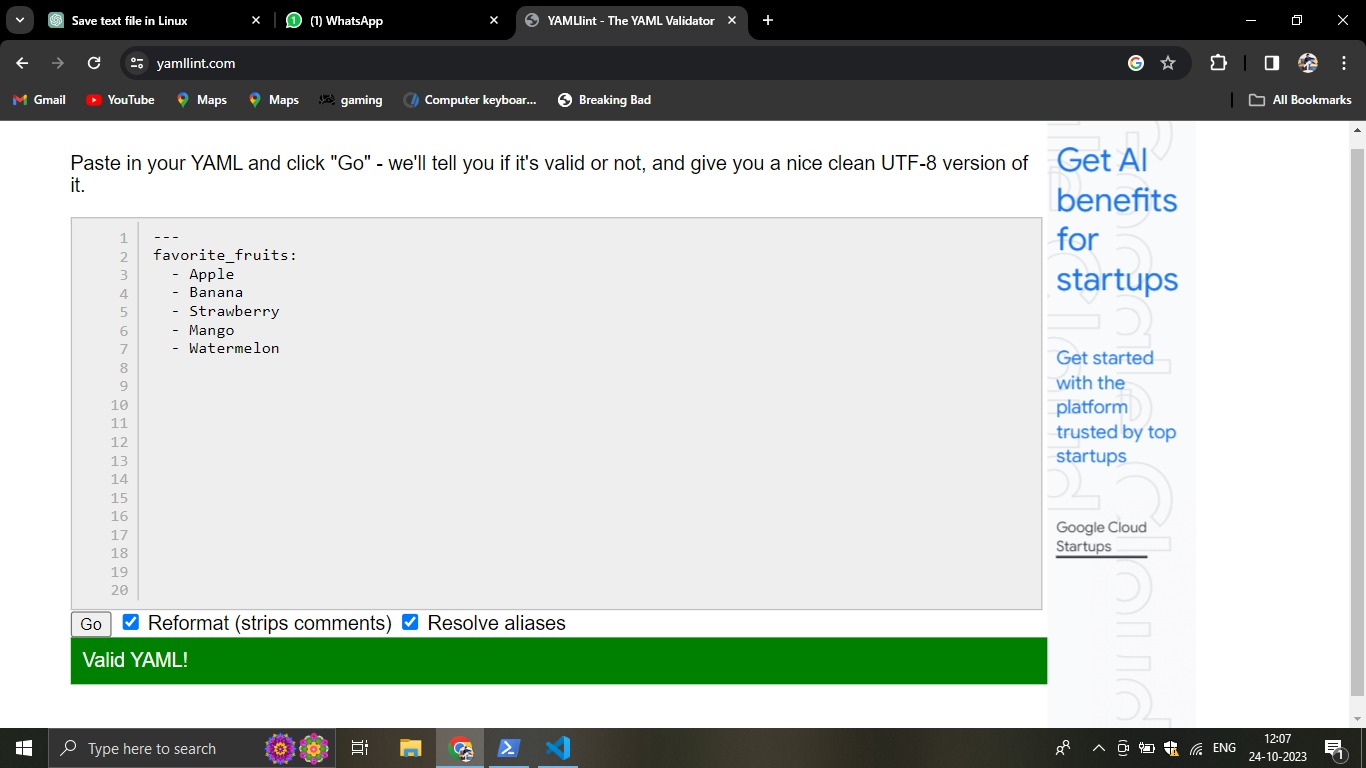 Save text file in Linux
(1) WhatsApp
YAMLlint - The YAML Validator
yamllint.com
Gmail
YouTube
Maps
Maps
gaming
Computer keyboar...
Breaking Bad
All Bookmarks
Paste in your YAML and click "Go" - we'll tell you if it's valid or not, and give you a nice clean UTF-8 version of
it.
1 ---
2 favorite_fruits:
3 - Apple
4 - Banana
5 - Strawberry
6 - Mango
7 - Watermelon
8
9
10
11
12
13
14
15
16
17
18
19
20
Go
Reformat (strips comments)
Resolve aliases
Valid YAML!
Get AI
benefits
for
startups
Get started
with the
platform
trusted by top
startups
Google Cloud
Startups
Type here to search
ENG
12:07
24-10-2023
1